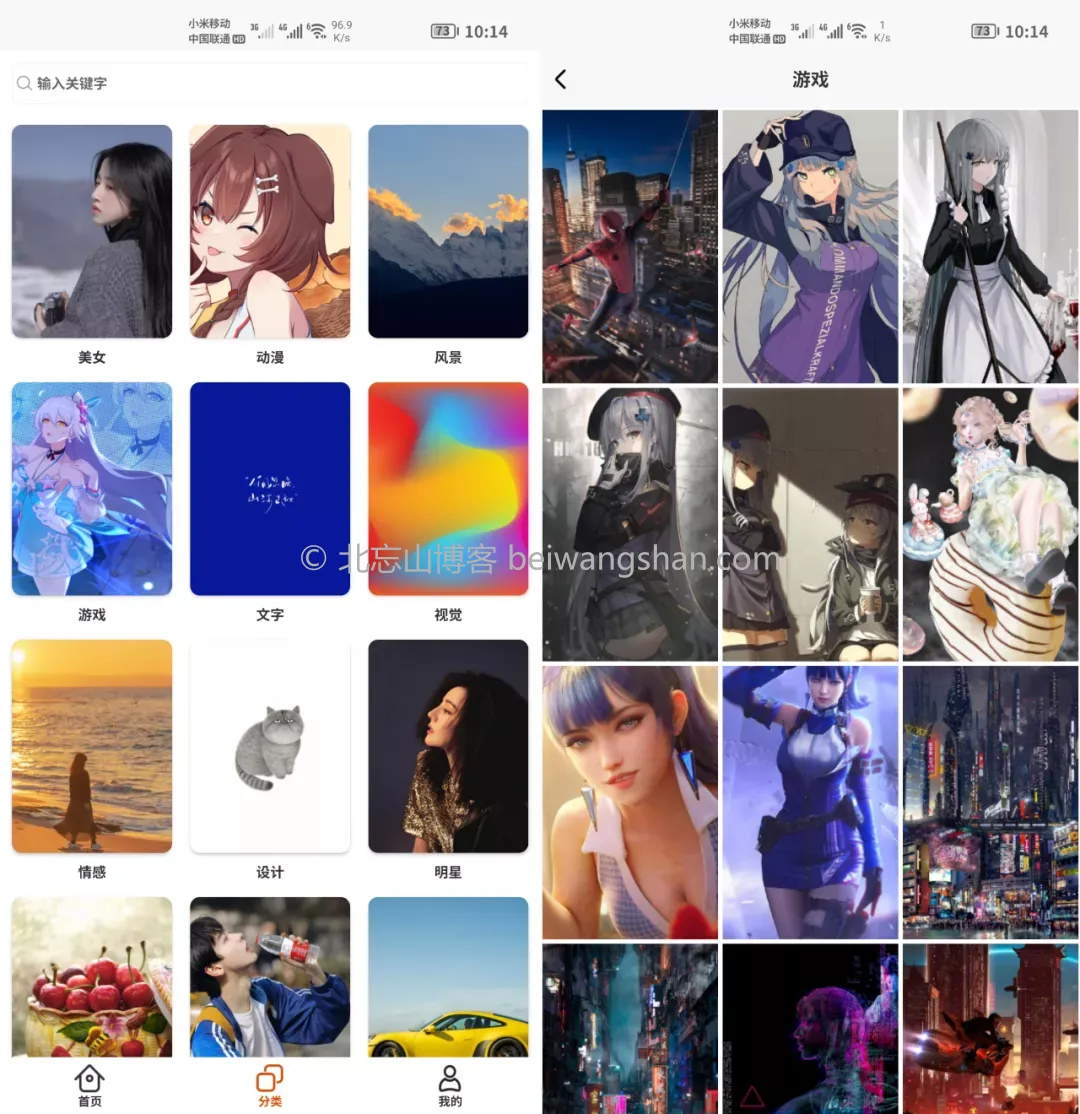 小米移动
中国联通 HD
3G
4G
6
96.9
K/s
73
10:14
输入关键字
美女
动漫
风景
游戏
文字
视觉
情感
设计
明星
首页
分类
我的
小米移动
中国联通 HD
3G
4G
6
1
K/s
73
10:14
游戏
OMMANDOSPEZIALKRAFT
© 北忘山博客 beiwangshan.com